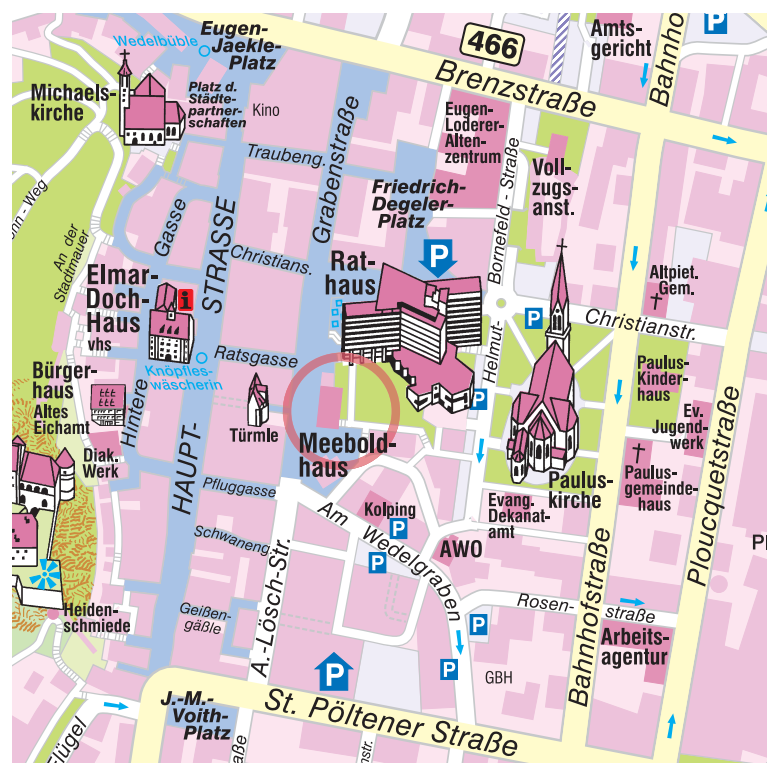 Wedelbüble
Eugen-
Jaekle-
Platz
466
Amts-
gericht
P
Bahnho
Michaels-
kirche
Platz d.
Städte-
partner-
schaften
Kino
Brenzstraße
Eugen-
Loderer-
Alten-
zentrum
Voll-
zugs-
anst.
Traubeng.
Grabenstraße
Friedrich-
Degeler-
Platz
An der
Stadtmauer
Gasse
Hintere
HAUPT-
STRASSE
Christians.
Rat-
haus
P
Helmut-
Bornefeld - Straße
Altpiet.
Gem.
Elmar-
Doch-
Haus
vhs
i
P
Christianstr.
Ratsgasse
Knöpfles-
wäscherin
Bürger-
haus
Altes
Eichamt
Türmle
Meebold-
haus
P
Paulus-
Kinder-
haus
Ev.
Jugend-
werk
Diak.
Werk
Paulus-
kirche
Paulus-
gemeinde-
haus
Pfluggasse
Am Wedelgraben
Kolping
P
Evang.
Dekanat-
amt
Schwaneng.
P
AWO
Ploucquetstraße
Bahnhofstraße
Heiden-
schmiede
Geißen-
gäßle
A.-Lösch-Str.
Rosen-
straße
P
Arbeits-
agentur
P
P
GBH
J.-M.-
Voith-
Platz
St. Pöltener Straße